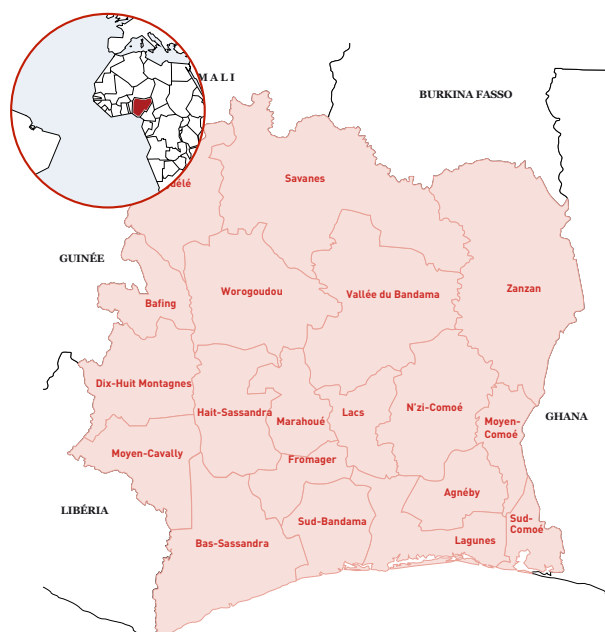 MALI
BURKINA FASSO
Savanes
GUINÉE
Zanzan
Worogoudou
Vallée du Bandama
Bafing
Dix-Huit Montagnes
Hait-Sassandra
Marahoué
Lacs
N'zi-Comoé
Moyen-
Comoé
GHANA
Moyen-Cavally
Fromager
Agnéby
LIBÉRIA
Sud-Bandama
Sud-
Comoé
Bas-Sassandra
Lagunes